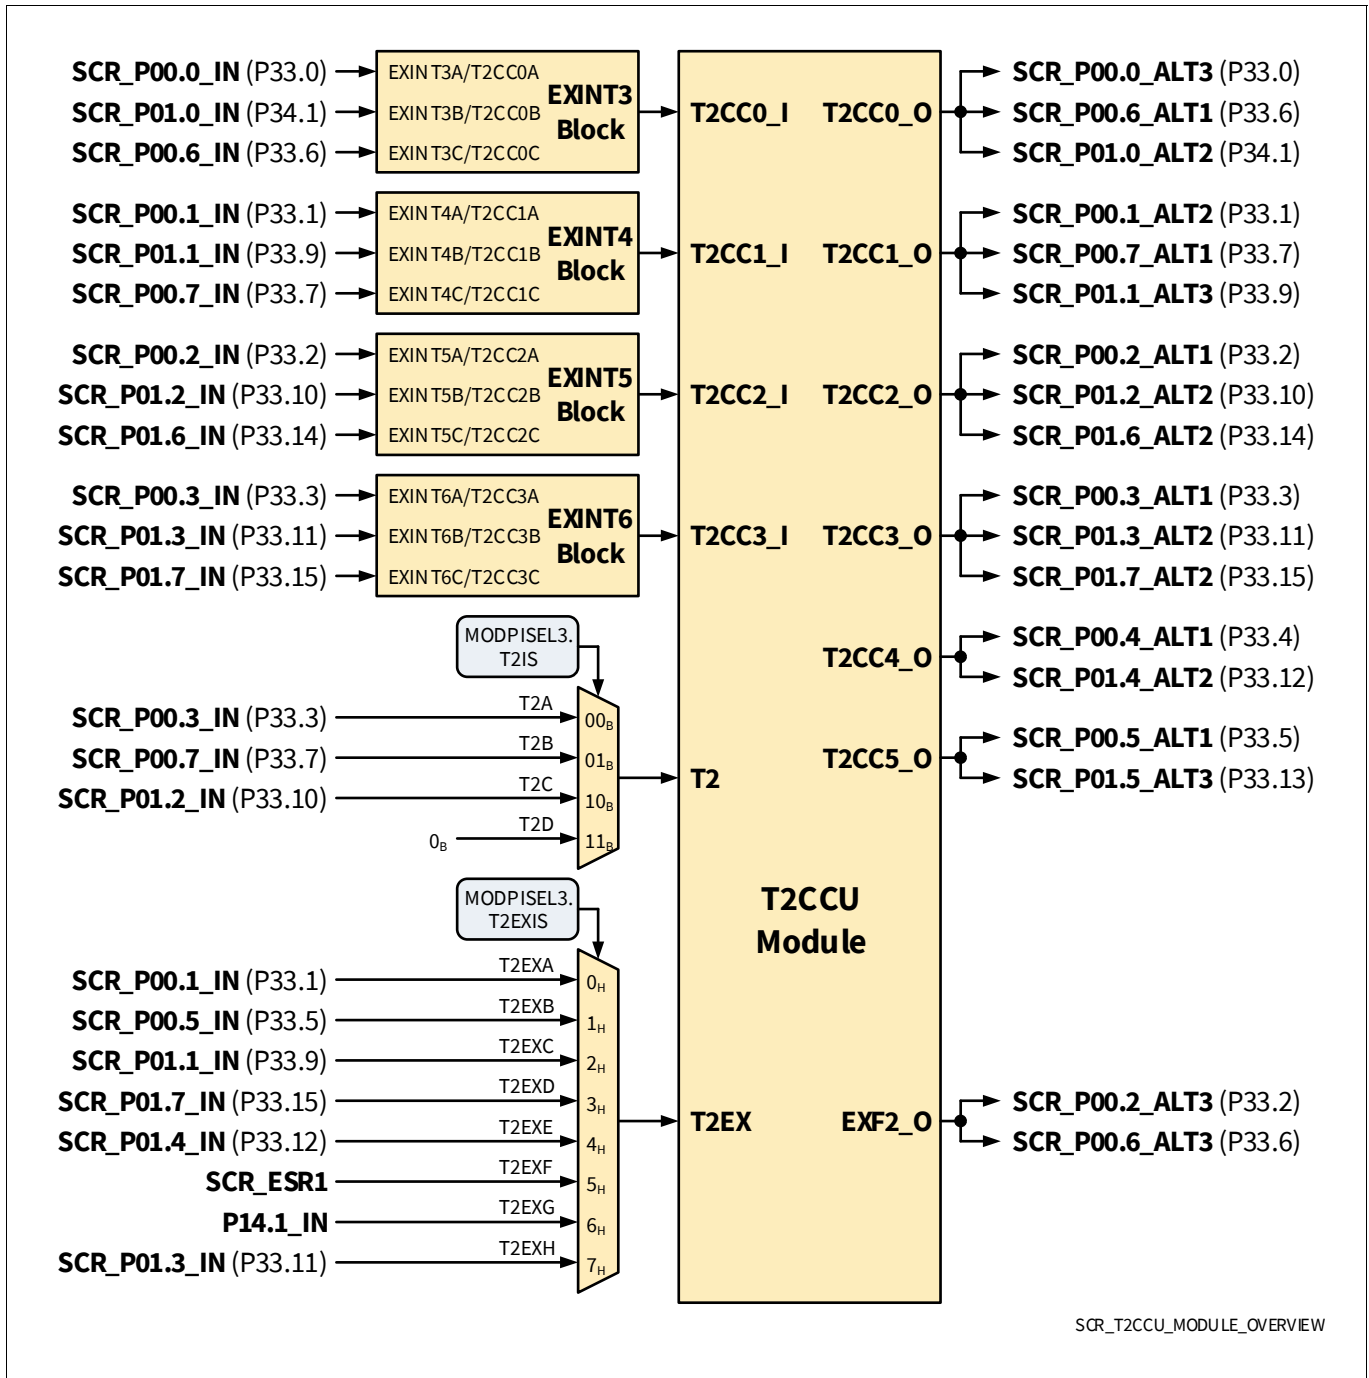 SCR_P00.0_IN (P33.0)
SCR_P01.0_IN (P34.1)
SCR_P00.6_IN (P33.6)
EXINT3A/T2CC0A
EXINT3B/T2CC0B
EXINT3C/T2CC0C
EXINT3
Block
T2CC0_I
T2CC0_O
SCR_P00.0_ALT3 (P33.0)
SCR_P00.6_ALT1 (P33.6)
SCR_P01.0_ALT2 (P34.1)
SCR_P00.1_IN (P33.1)
SCR_P01.1_IN (P33.9)
SCR_P00.7_IN (P33.7)
EXINT4A/T2CC1A
EXINT4B/T2CC1B
EXINT4C/T2CC1C
EXINT4
Block
T2CC1_I
T2CC1_O
SCR_P00.1_ALT2 (P33.1)
SCR_P00.7_ALT1 (P33.7)
SCR_P01.1_ALT3 (P33.9)
SCR_P00.2_IN (P33.2)
SCR_P01.2_IN (P33.10)
SCR_P01.6_IN (P33.14)
EXINT5A/T2CC2A
EXINT5B/T2CC2B
EXINT5C/T2CC2C
EXINT5
Block
T2CC2_I
T2CC2_O
SCR_P00.2_ALT1 (P33.2)
SCR_P01.2_ALT2 (P33.10)
SCR_P01.6_ALT2 (P33.14)
SCR_P00.3_IN (P33.3)
SCR_P01.3_IN (P33.11)
SCR_P01.7_IN (P33.15)
EXINT6A/T2CC3A
EXINT6B/T2CC3B
EXINT6C/T2CC3C
EXINT6
Block
T2CC3_I
T2CC3_O
SCR_P00.3_ALT1 (P33.3)
SCR_P01.3_ALT2 (P33.11)
SCR_P01.7_ALT2 (P33.15)
T2CC4_O
SCR_P00.4_ALT1 (P33.4)
SCR_P01.4_ALT2 (P33.12)
T2CC5_O
SCR_P00.5_ALT1 (P33.5)
SCR_P01.5_ALT3 (P33.13)
MODPISEL3.
T2IS
SCR_P00.3_IN (P33.3)
T2A
00B
SCR_P00.7_IN (P33.7)
T2B
01B
SCR_P01.2_IN (P33.10)
T2C
10B
0B
T2D
11B
T2
T2CCU
Module
MODPISEL3.
T2EXIS
SCR_P00.1_IN (P33.1)
T2EXA
0H
SCR_P00.5_IN (P33.5)
T2EXB
1H
SCR_P01.1_IN (P33.9)
T2EXC
2H
SCR_P01.7_IN (P33.15)
T2EXD
3H
SCR_P01.4_IN (P33.12)
T2EXE
4H
SCR_ESR1
T2EXF
5H
P14.1_IN
T2EXG
6H
SCR_P01.3_IN (P33.11)
T2EXH
7H
T2EX
EXF2_O
SCR_P00.2_ALT3 (P33.2)
SCR_P00.6_ALT3 (P33.6)
SCR_T2CCU_MODULE_OVERVIEW